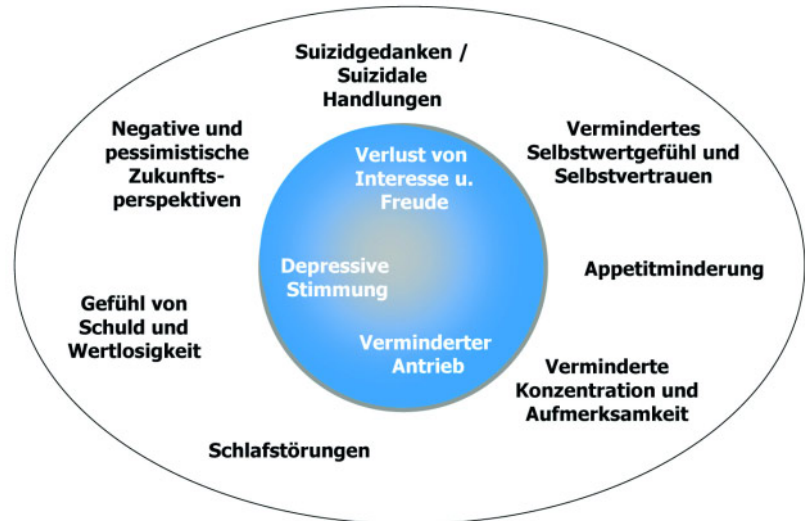 Suizidgedanken /
Suizidale
Handlungen
Negative und
pessimistische
Zukunfts-
perspektiven
Vermindertes
Selbstwertgefühl und
Selbstvertrauen
Verlust von
Interesse u.
Freude
Depressive
Stimmung
Appetitminderung
Gefühl von
Schuld und
Wertlosigkeit
Verminderter
Antrieb
Verminderte
Konzentration und
Aufmerksamkeit
Schlafstörungen